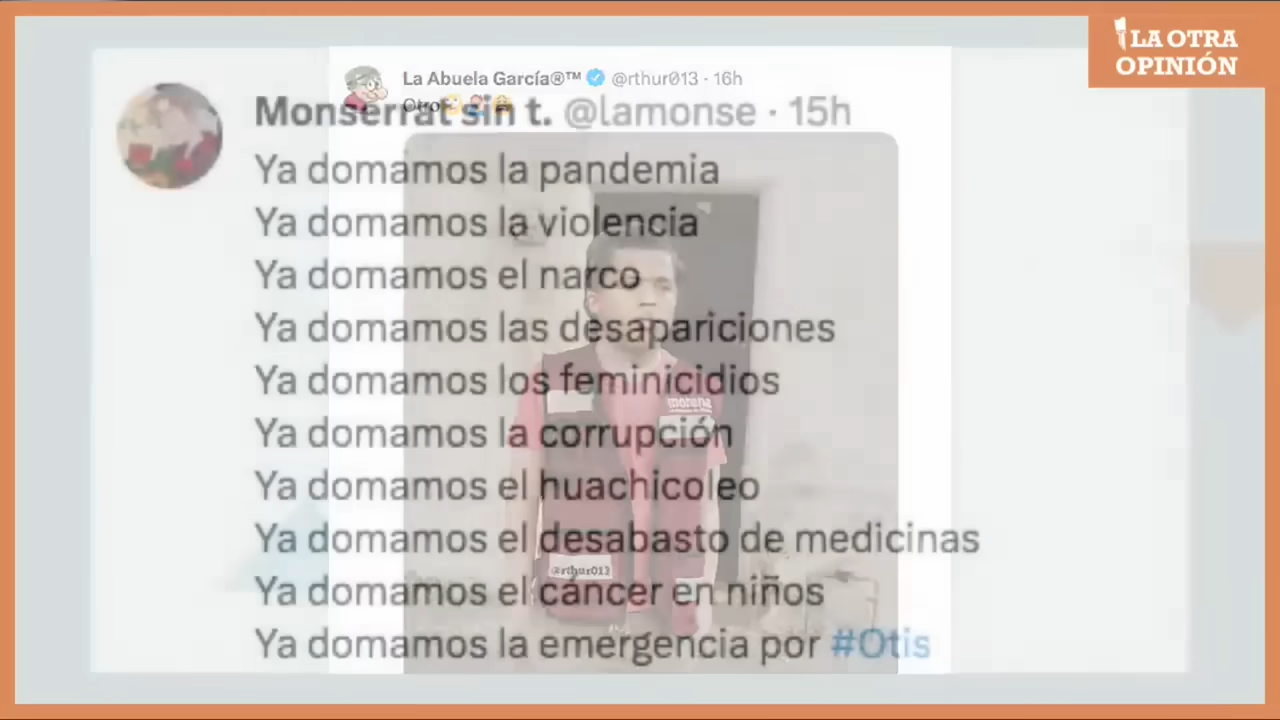 LA OTRA
OPINIÓN
La Abuela García®™ @rthur013 · 16h
Otro
Monserrat sin t. @lamonse · 15h
Ya domamos la pandemia
Ya domamos la violencia
Ya domamos el narco
Ya domamos las desapariciones
Ya domamos los feminicidios
morena
Ya domamos la corrupción
Ya domamos el huachicoleo
Ya domamos el desabasto de medicinas
@rthur013
Ya domamos el cáncer en niños
Ya domamos la emergencia por #Otis